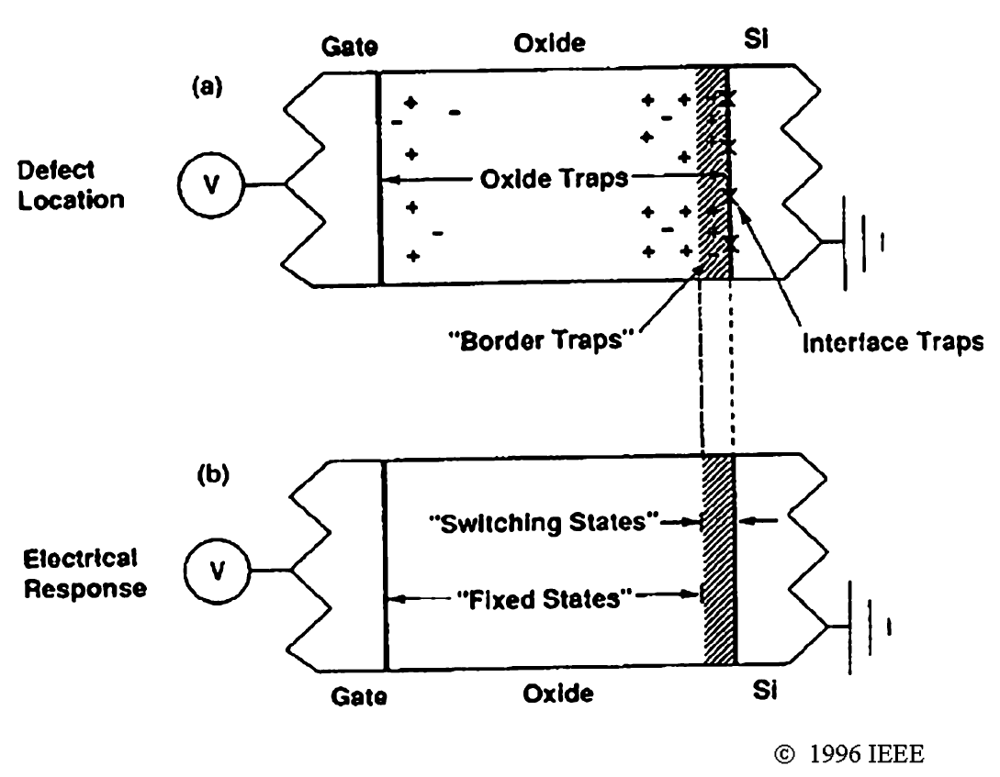 Gate Oxide Si
(a)
Defect
Location
V
Oxide Traps
"Border Traps"
Interface Traps
(b)
"Switching States"
Electrical
Response
V
"Fixed States"
Gate Oxide Si
© 1996 IEEE